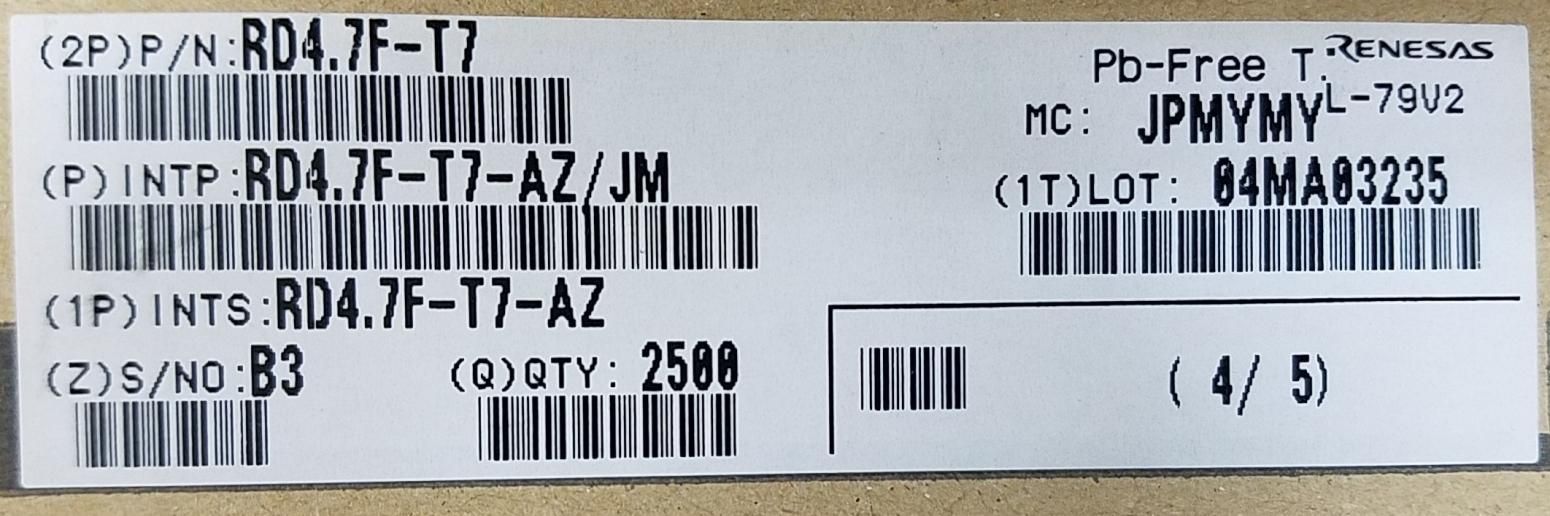 (2P)P/N:RD4.7F-T7
RENESAS
Pb-Free T.
L-79V2
MC: JPMYMY
(P)INTP:RD4.7F-T7-AZ/JM
(1T)LOT: 04MA03235
(1P)INTS:RD4.7F-T7-AZ
(Z)S/NO:B3
(Q)QTY: 2500
( 4/ 5)